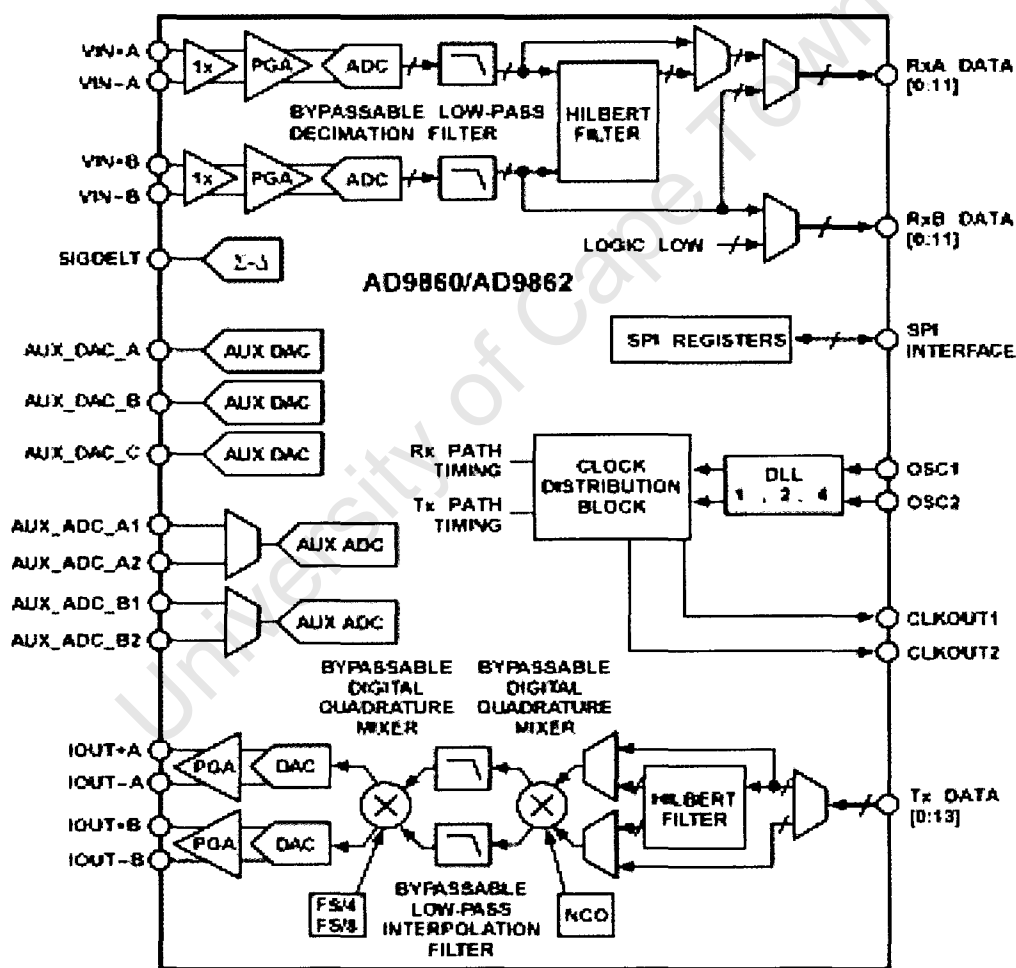 VIN+A
VIN-A
1x
PGA
ADC
BYPASSABLE LOW-PASS
DECIMATION FILTER
HILBERT
FILTER
RxA DATA
[0:11]
VIN+B
VIN-B
1x
PGA
ADC
LOGIC LOW
RxB DATA
[0:11]
SIGDELT
Σ-Δ
AD9860/AD9862
SPI REGISTERS
SPI
INTERFACE
AUX_DAC_A
AUX DAC
AUX_DAC_B
AUX DAC
AUX_DAC_C
AUX DAC
Rx PATH
TIMING
Tx PATH
TIMING
CLOCK
DISTRIBUTION
BLOCK
DLL
1 , 2 , 4
OSC1
OSC2
AUX_ADC_A1
AUX_ADC_A2
AUX ADC
AUX_ADC_B1
AUX_ADC_B2
AUX ADC
CLKOUT1
CLKOUT2
BYPASSABLE
DIGITAL
QUADRATURE
MIXER
BYPASSABLE
DIGITAL
QUADRATURE
MIXER
IOUT+A
IOUT-A
PGA
DAC
IOUT+B
IOUT-B
PGA
DAC
HILBERT
FILTER
Tx DATA
[0:13]
FS/4
FS/8
BYPASSABLE
LOW-PASS
INTERPOLATION
FILTER
NCO
University of Cape Town